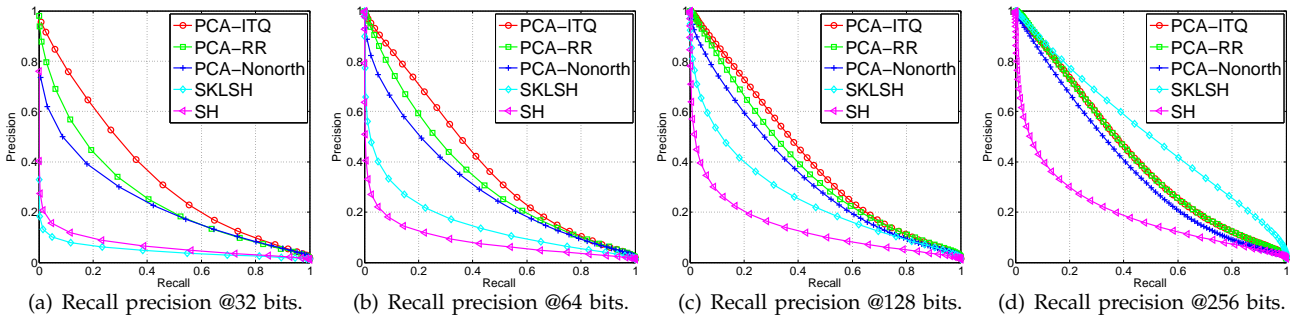 1
0.8
0.6
0.4
0.2
0
Precision
0 0.2 0.4 0.6 0.8 1
Recall
PCA−ITQ
PCA−RR
PCA−Nonorth
SKLSH
SH
(a) Recall precision @32 bits.
1
0.8
0.6
0.4
0.2
0
Precision
0 0.2 0.4 0.6 0.8 1
Recall
PCA−ITQ
PCA−RR
PCA−Nonorth
SKLSH
SH
(b) Recall precision @64 bits.
1
0.8
0.6
0.4
0.2
0
Precision
0 0.2 0.4 0.6 0.8 1
Recall
PCA−ITQ
PCA−RR
PCA−Nonorth
SKLSH
SH
(c) Recall precision @128 bits.
1
0.8
0.6
0.4
0.2
0
Precision
0 0.2 0.4 0.6 0.8 1
Recall
PCA−ITQ
PCA−RR
PCA−Nonorth
SKLSH
SH
(d) Recall precision @256 bits.